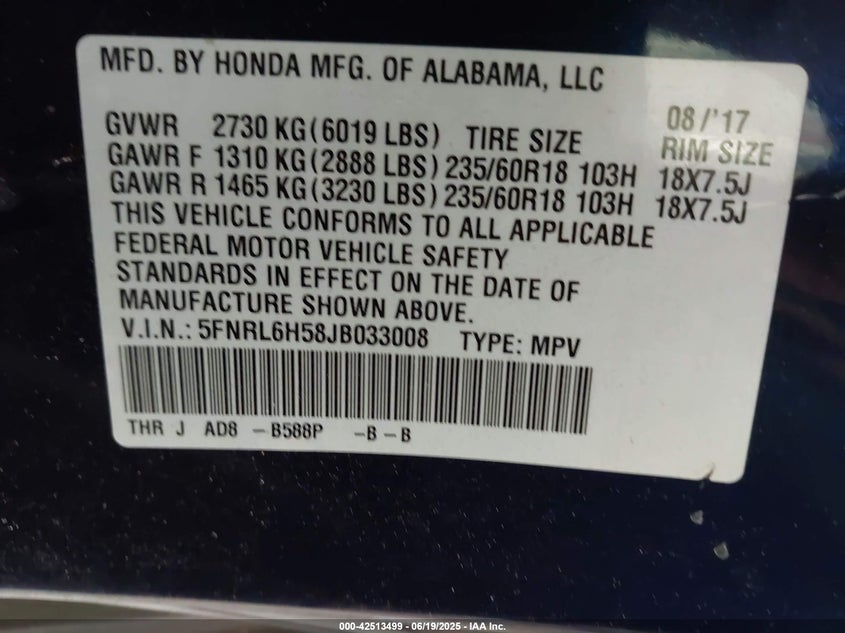 MFD. BY HONDA MFG. OF ALABAMA, LLC
08/'17
GVWR 2730 KG(6019 LBS) TIRE SIZE RIM SIZE
GAWR F 1310 KG(2888 LBS) 235/60R18 103H 18X7.5J
GAWR R 1465 KG(3230 LBS) 235/60R18 103H 18X7.5J
THIS VEHICLE CONFORMS TO ALL APPLICABLE
FEDERAL MOTOR VEHICLE SAFETY
STANDARDS IN EFFECT ON THE DATE OF
MANUFACTURE SHOWN ABOVE.
V.I.N.: 5FNRL6H58JB033008 TYPE: MPV
THR J AD8 -B588P -B-B
000-42513499 - 06/19/2025 - IAA Inc.